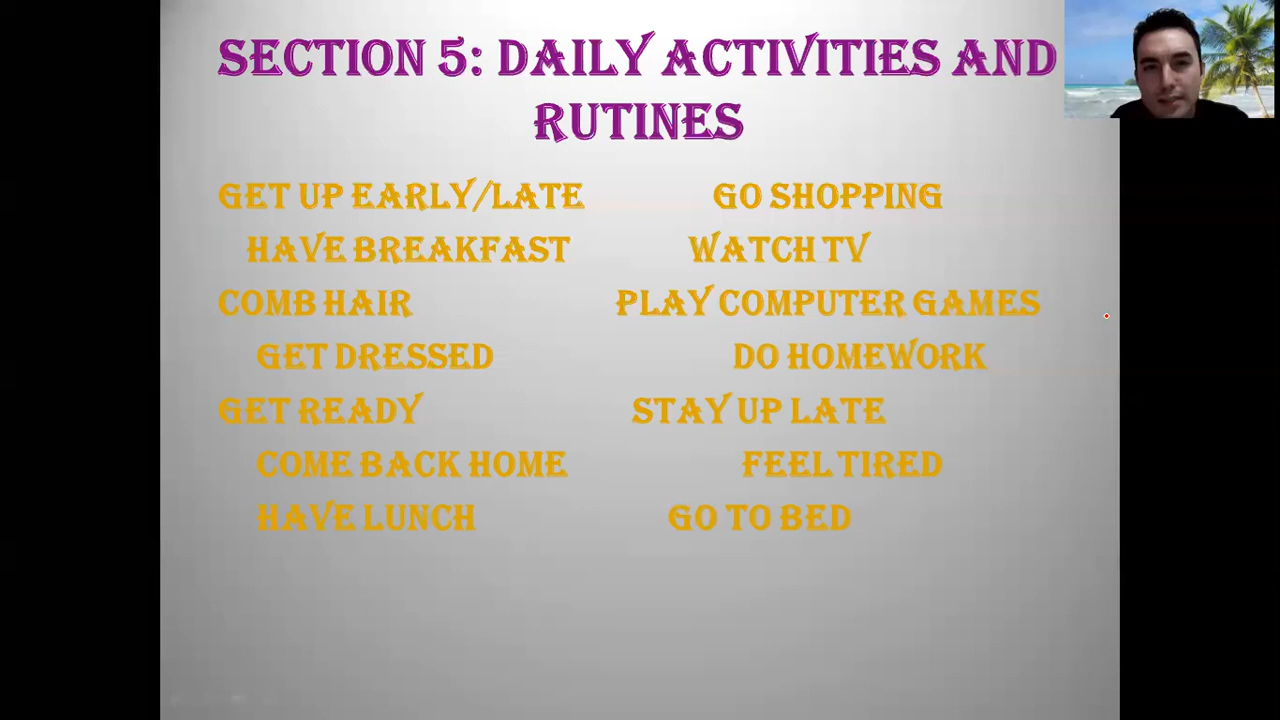 SECTION 5: DAILY ACTIVITIES AND
RUTINES
GET UP EARLY/LATE GO SHOPPING
HAVE BREAKFAST WATCH TV
COMB HAIR PLAY COMPUTER GAMES
GET DRESSED DO HOMEWORK
GET READY STAY UP LATE
COME BACK HOME FEEL TIRED
HAVE LUNCH GO TO BED